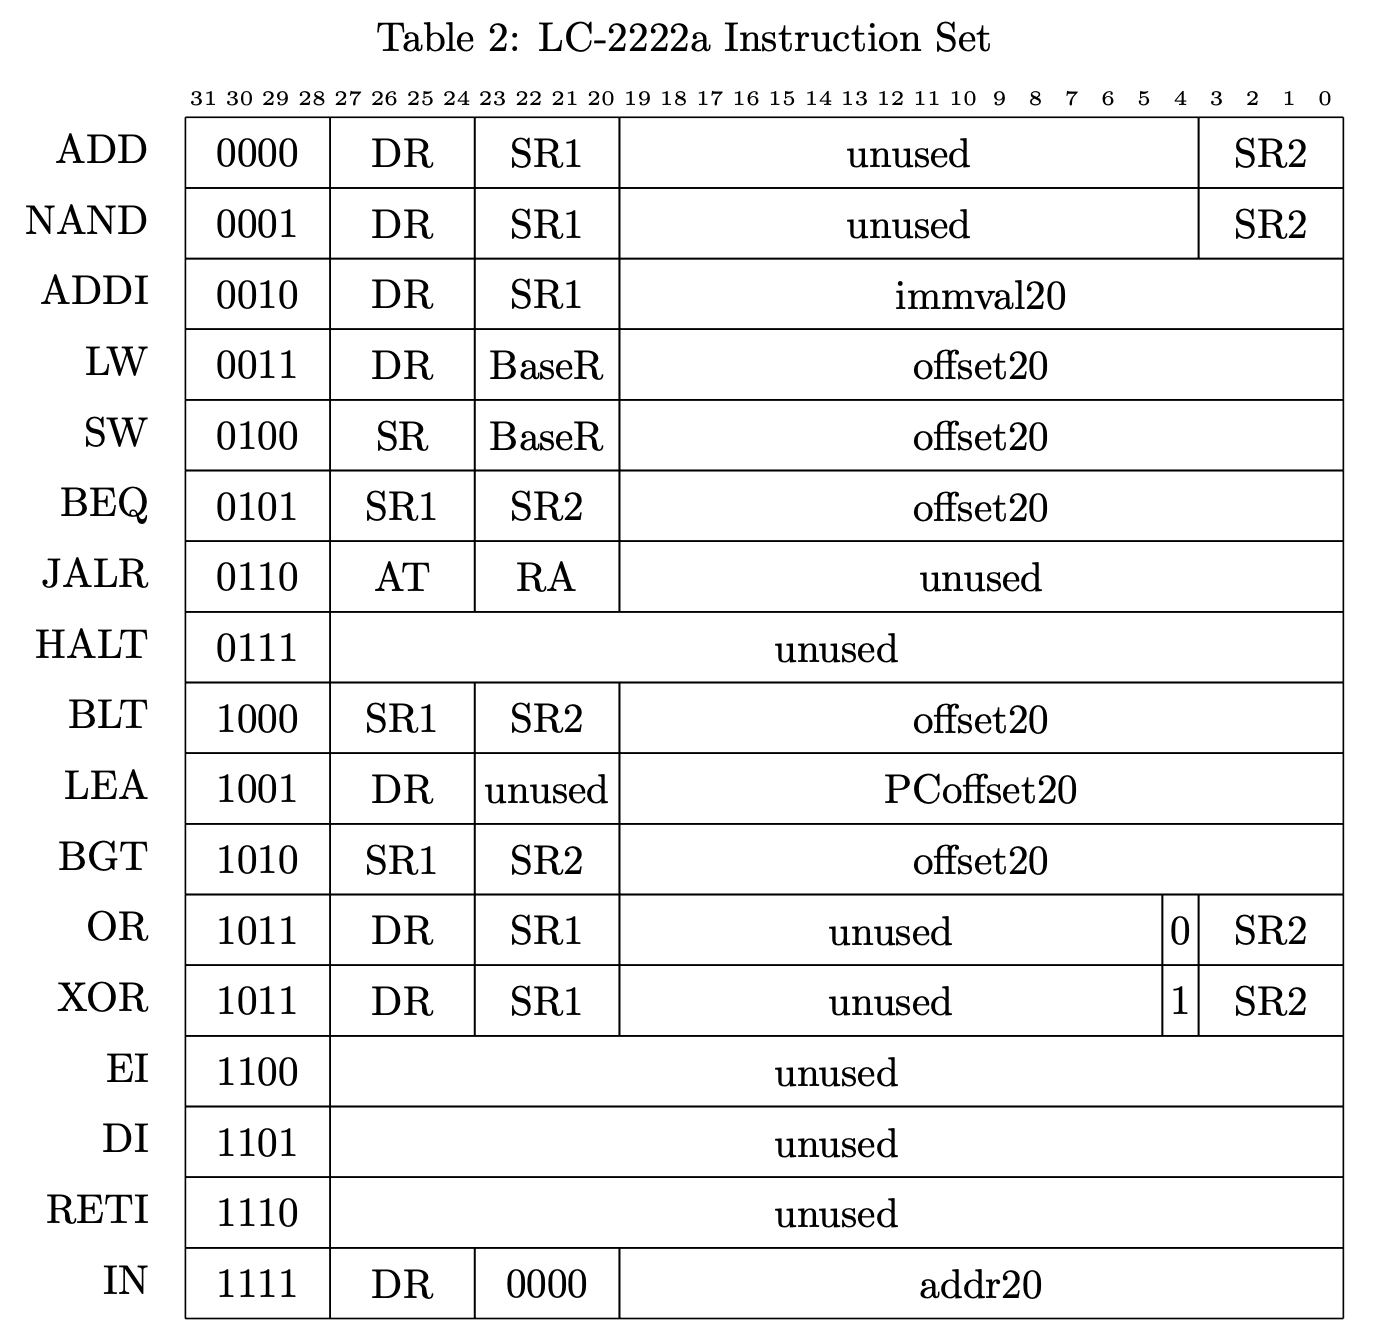 Table 2: LC-2222a Instruction Set
31 30 29 28 27 26 25 24 23 22 21 20 19 18 17 16 15 14 13 12 11 10 9 8 7 6 5 4 3 2 1 0
ADD 0000 DR SR1 unused SR2
NAND 0001 DR SR1 unused SR2
ADDI 0010 DR SR1 immval20
LW 0011 DR BaseR offset20
SW 0100 SR BaseR offset20
BEQ 0101 SR1 SR2 offset20
JALR 0110 AT RA unused
HALT 0111 unused
BLT 1000 SR1 SR2 offset20
LEA 1001 DR unused PCoffset20
BGT 1010 SR1 SR2 offset20
OR 1011 DR SR1 unused 0 SR2
XOR 1011 DR SR1 unused 1 SR2
EI 1100 unused
DI 1101 unused
RETI 1110 unused
IN 1111 DR 0000 addr20